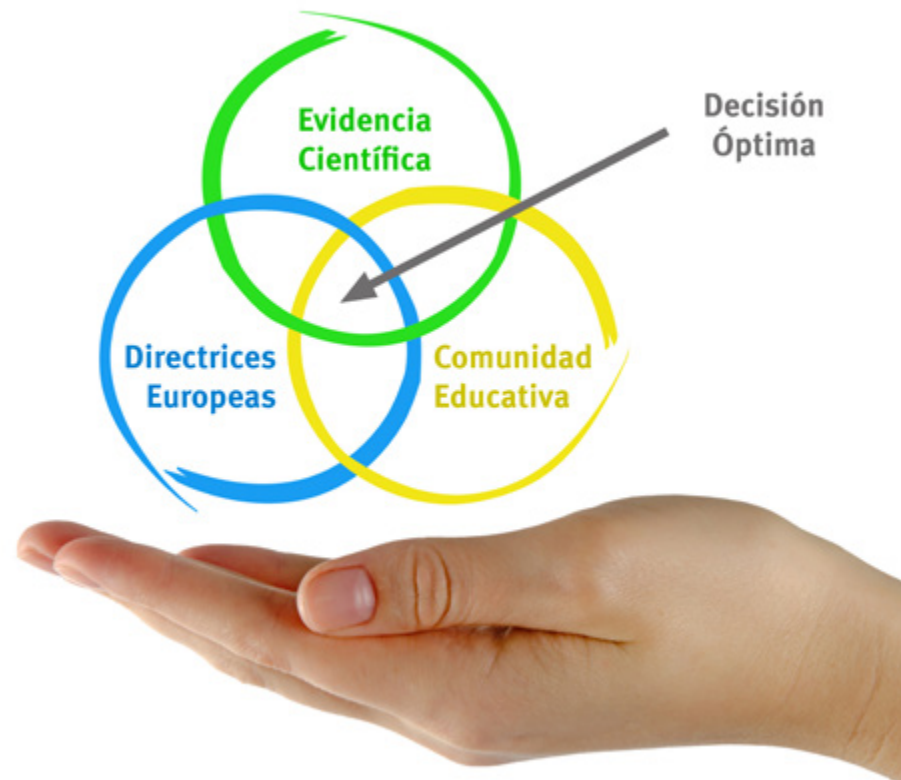 Evidencia
Científica
Decisión
Óptima
Directrices
Europeas
Comunidad
Educativa